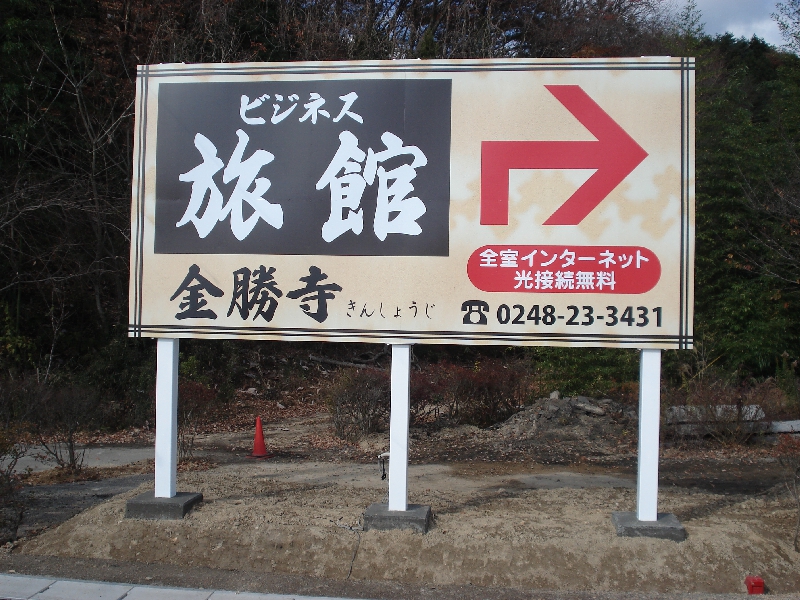 ビジネス
旅館
金勝寺 きんしょうじ
全室インターネット
光接続無料
☎ 0248-23-3431